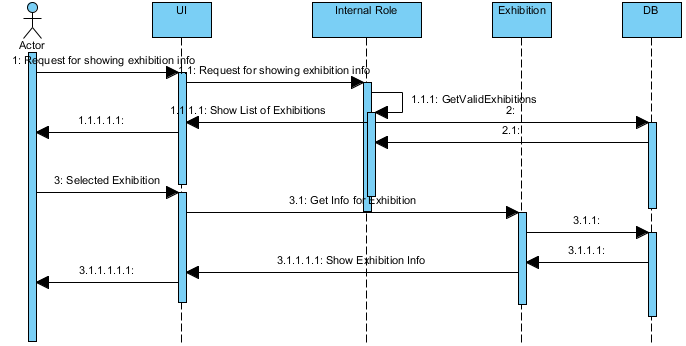 UI
Internal Role
Exhibition
DB
Actor
1: Request for showing exhibition info
1.1: Request for showing exhibition info
1.1.1: GetValidExhibitions
1.1.1.1: Show List of Exhibitions
2:
1.1.1.1.1:
2.1:
3: Selected Exhibition
3.1: Get Info for Exhibition
3.1.1:
3.1.1.1:
3.1.1.1.1: Show Exhibition Info
3.1.1.1.1.1: